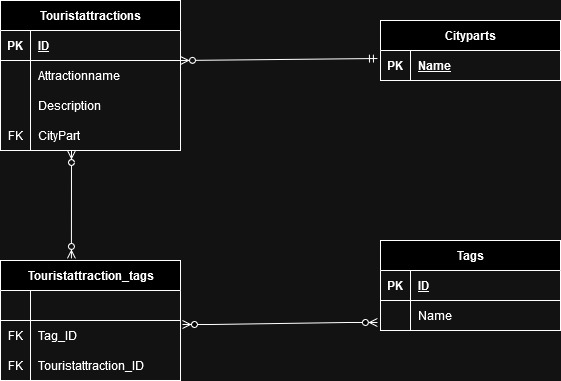 Touristattractions
PK ID
Attractionname
Description
FK CityPart
Cityparts
PK Name
Touristattraction_tags
FK Tag_ID
FK Touristattraction_ID
Tags
PK ID
Name